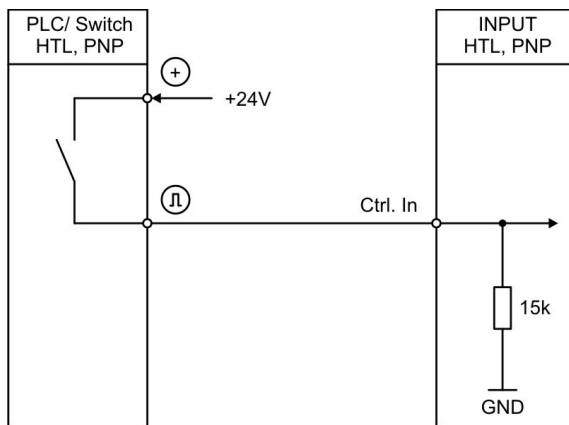 PLC/ Switch
HTL, PNP
INPUT
HTL, PNP
+
+24V
Ctrl. In
15k
GND